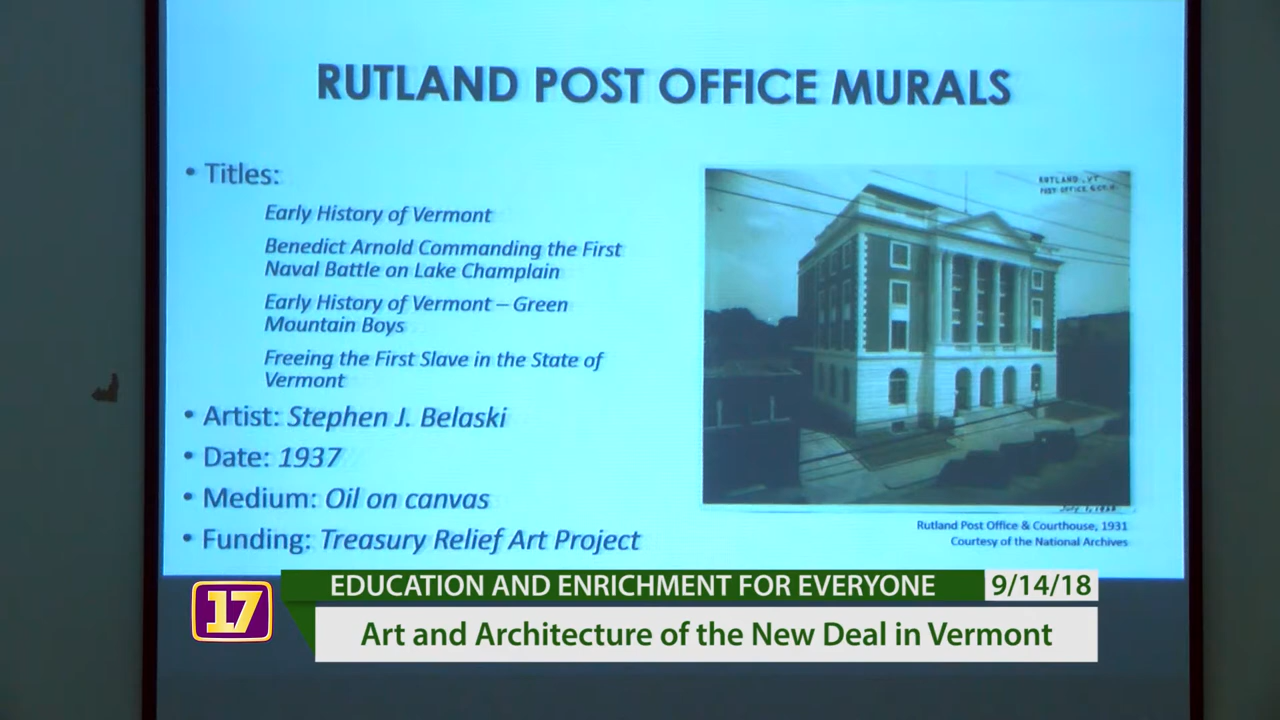 RUTLAND POST OFFICE MURALS
• Titles:
Early History of Vermont
Benedict Arnold Commanding the First
Naval Battle on Lake Champlain
Early History of Vermont – Green
Mountain Boys
Freeing the First Slave in the State of
Vermont
• Artist: Stephen J. Belaski
• Date: 1937
• Medium: Oil on canvas
• Funding: Treasury Relief Art Project
RUTLAND, VT
POST OFFICE & CO.H.
Rutland Post Office & Courthouse, 1931
Courtesy of the National Archives
17
EDUCATION AND ENRICHMENT FOR EVERYONE
9/14/18
Art and Architecture of the New Deal in Vermont